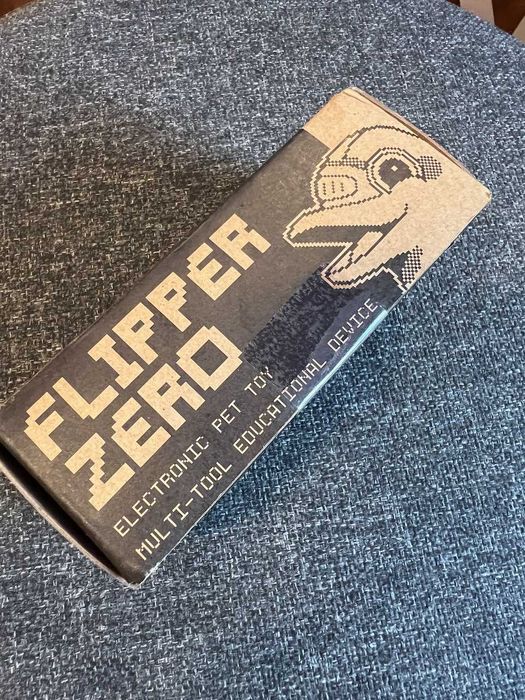 FLIPPER
ZERO
ELECTRONIC PET TOY
MULTI-TOOL EDUCATIONAL DEVICE